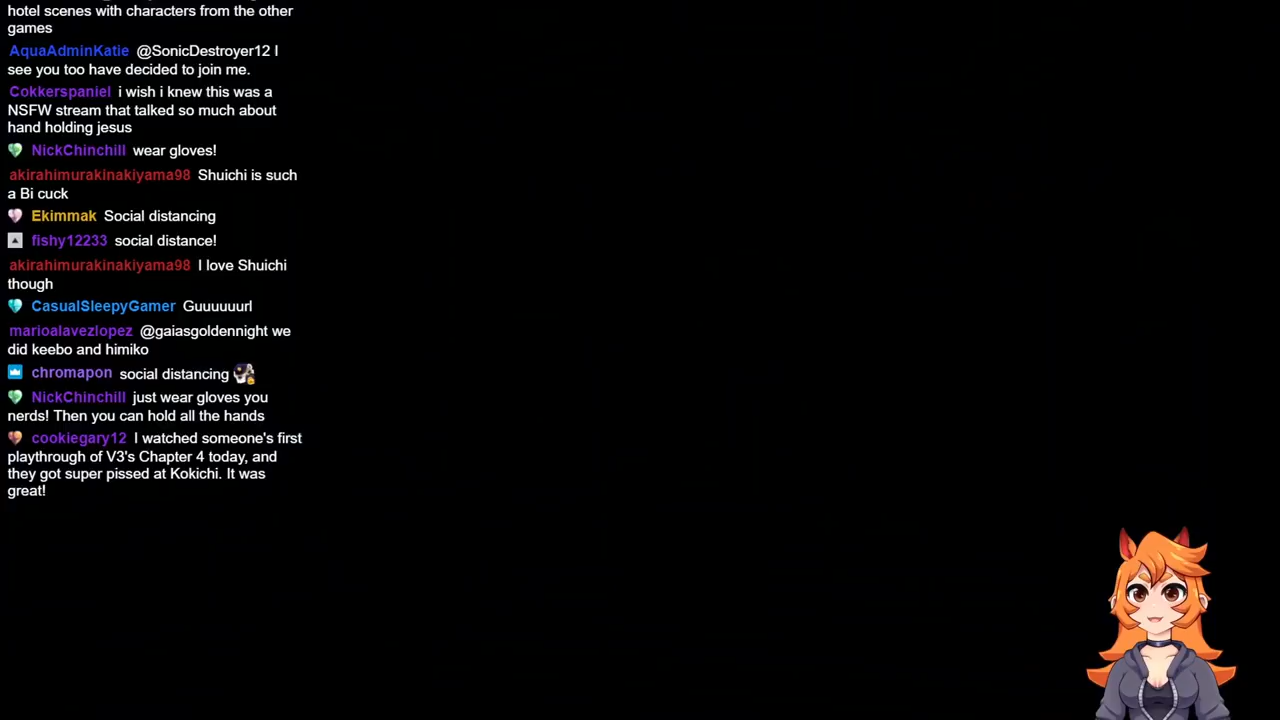 hotel scenes with characters from the other
games
AquaAdminKatie @SonicDestroyer12 I
see you too have decided to join me.
Cokkerspaniel i wish i knew this was a
NSFW stream that talked so much about
hand holding jesus
NickChinchill wear gloves!
akirahimurakinakiyama98 Shuichi is such
a Bi cuck
Ekimmak Social distancing
fishy12233 social distance!
akirahimurakinakiyama98 I love Shuichi
though
CasualSleepyGamer Guuuuuurl
marioalavezlopez @gaiasgoldennight we
did keebo and himiko
chromapon social distancing
NickChinchill just wear gloves you
nerds! Then you can hold all the hands
cookiegary12 I watched someone's first
playthrough of V3's Chapter 4 today, and
they got super pissed at Kokichi. It was
great!